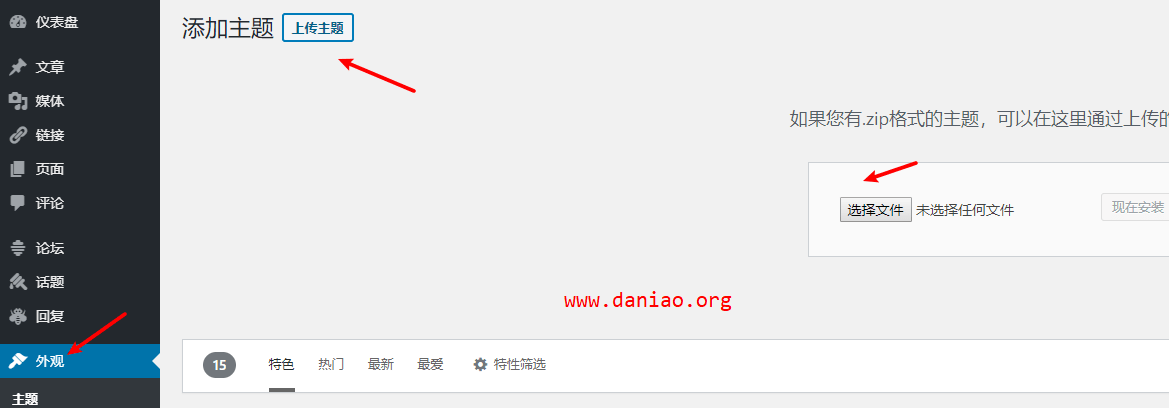 仪表盘
文章
媒体
链接
页面
评论
论坛
话题
回复
外观
主题
添加主题 上传主题
如果您有.zip格式的主题，可以在这里通过上传的
选择文件 未选择任何文件 现在安装
www.daniao.org
15 特色 热门 最新 最爱 特性筛选